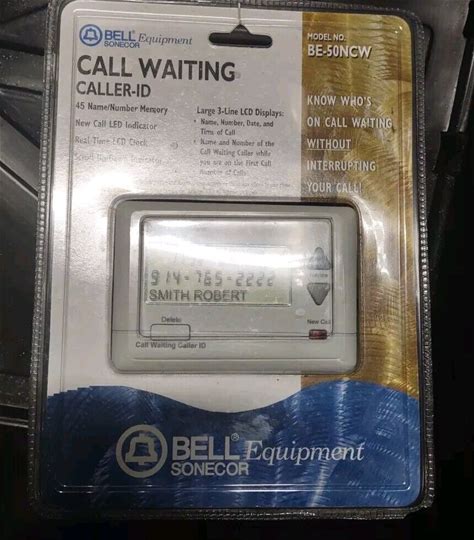 BELL® Equipment
SONECOR
MODEL NO.
BE-50NCW
CALL WAITING
CALLER-ID
45 Name/Number Memory
New Call LED Indicator
Real Time LCD Clock
Large 3-Line LCD Displays:
• Name, Number, Date, and
Time of Call
• Name and Number of the
Call Waiting Caller while
you are on the first Call
Number of Calls
KNOW WHO'S
ON CALL WAITING
WITHOUT
INTERRUPTING
YOUR CALL!
914-765-2222
SMITH ROBERT
Delete
New Call
Call Waiting Caller ID
BELL® Equipment
SONECOR